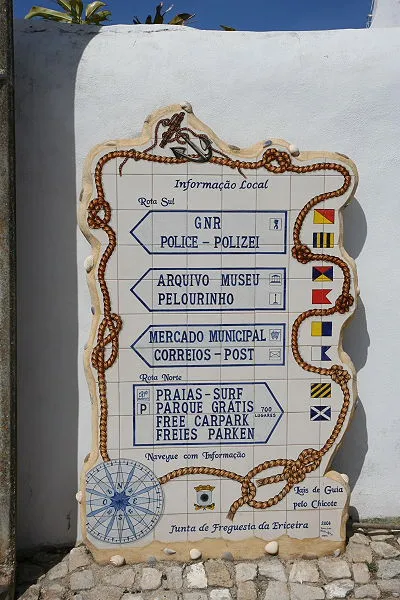 Informação Local
Rota Sul
GNR
POLICE - POLIZEI
ARQUIVO MUSEU
PELOURINHO
MERCADO MUNICIPAL
CORREIOS - POST
Rota Norte
PRAIAS - SURF
P PARQUE GRATIS 700 LUGARES
FREE CARPARK
FREIES PARKEN
Navegue com Informação
Lais de Guia
pelo Chicote
Junta de Freguesia da Ericeira